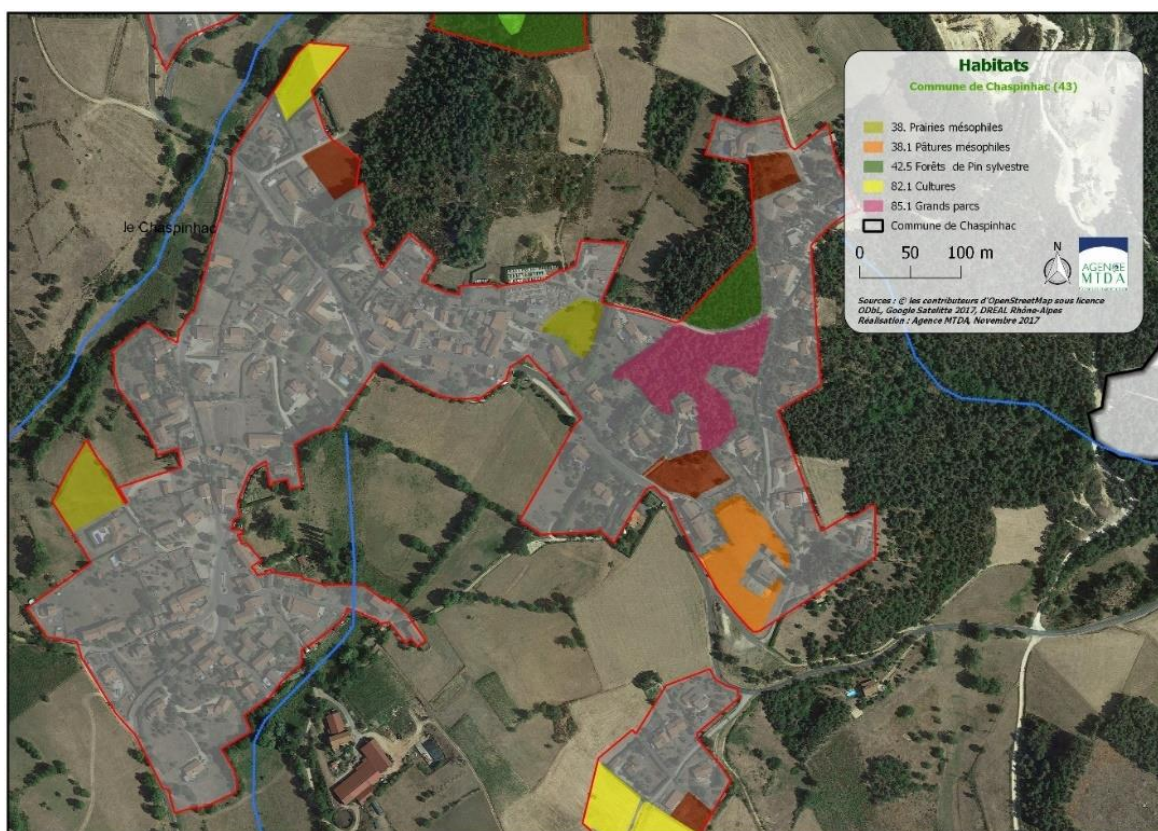 Habitats
Commune de Chaspinhac (43)
38. Prairies mésophiles
38.1 Pâtures mésophiles
42.5 Forêts de Pin sylvestre
82.1 Cultures
85.1 Grands parcs
Commune de Chaspinhac
0 50 100 m
N
AGENCE
MTDA
Sources : © les contributeurs d'OpenStreetMap sous licence
ODbL, Google Satelitte 2017, DREAL Rhône-Alpes
Réalisation : Agence MTDA, Novembre 2017
le Chaspinhac